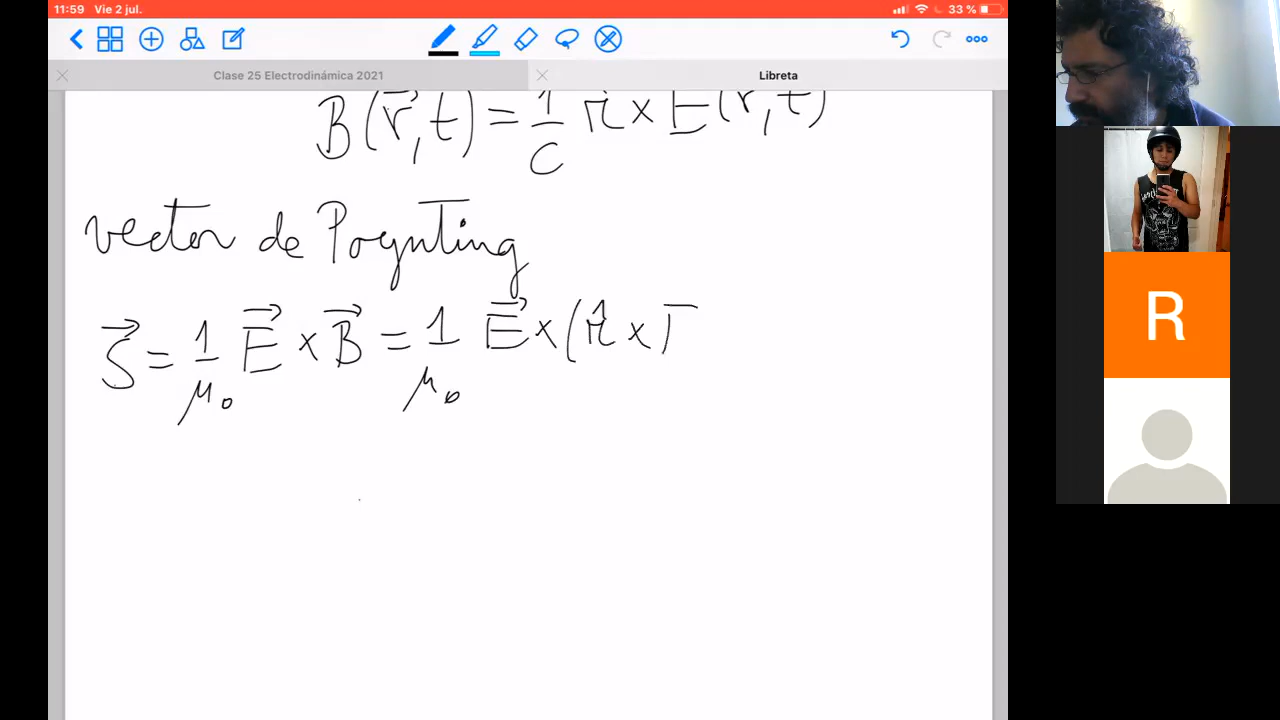 11:59 Vie 2 jul. 33 %
Clase 25 Electrodinámica 2021 Libreta
B(r⃗,t) = 1/c r̂ × E(r,t)
vector de Poynting
S⃗ = 1/μ₀ E⃗ × B⃗ = 1/μ₀ E⃗ × (r̂ ×
R